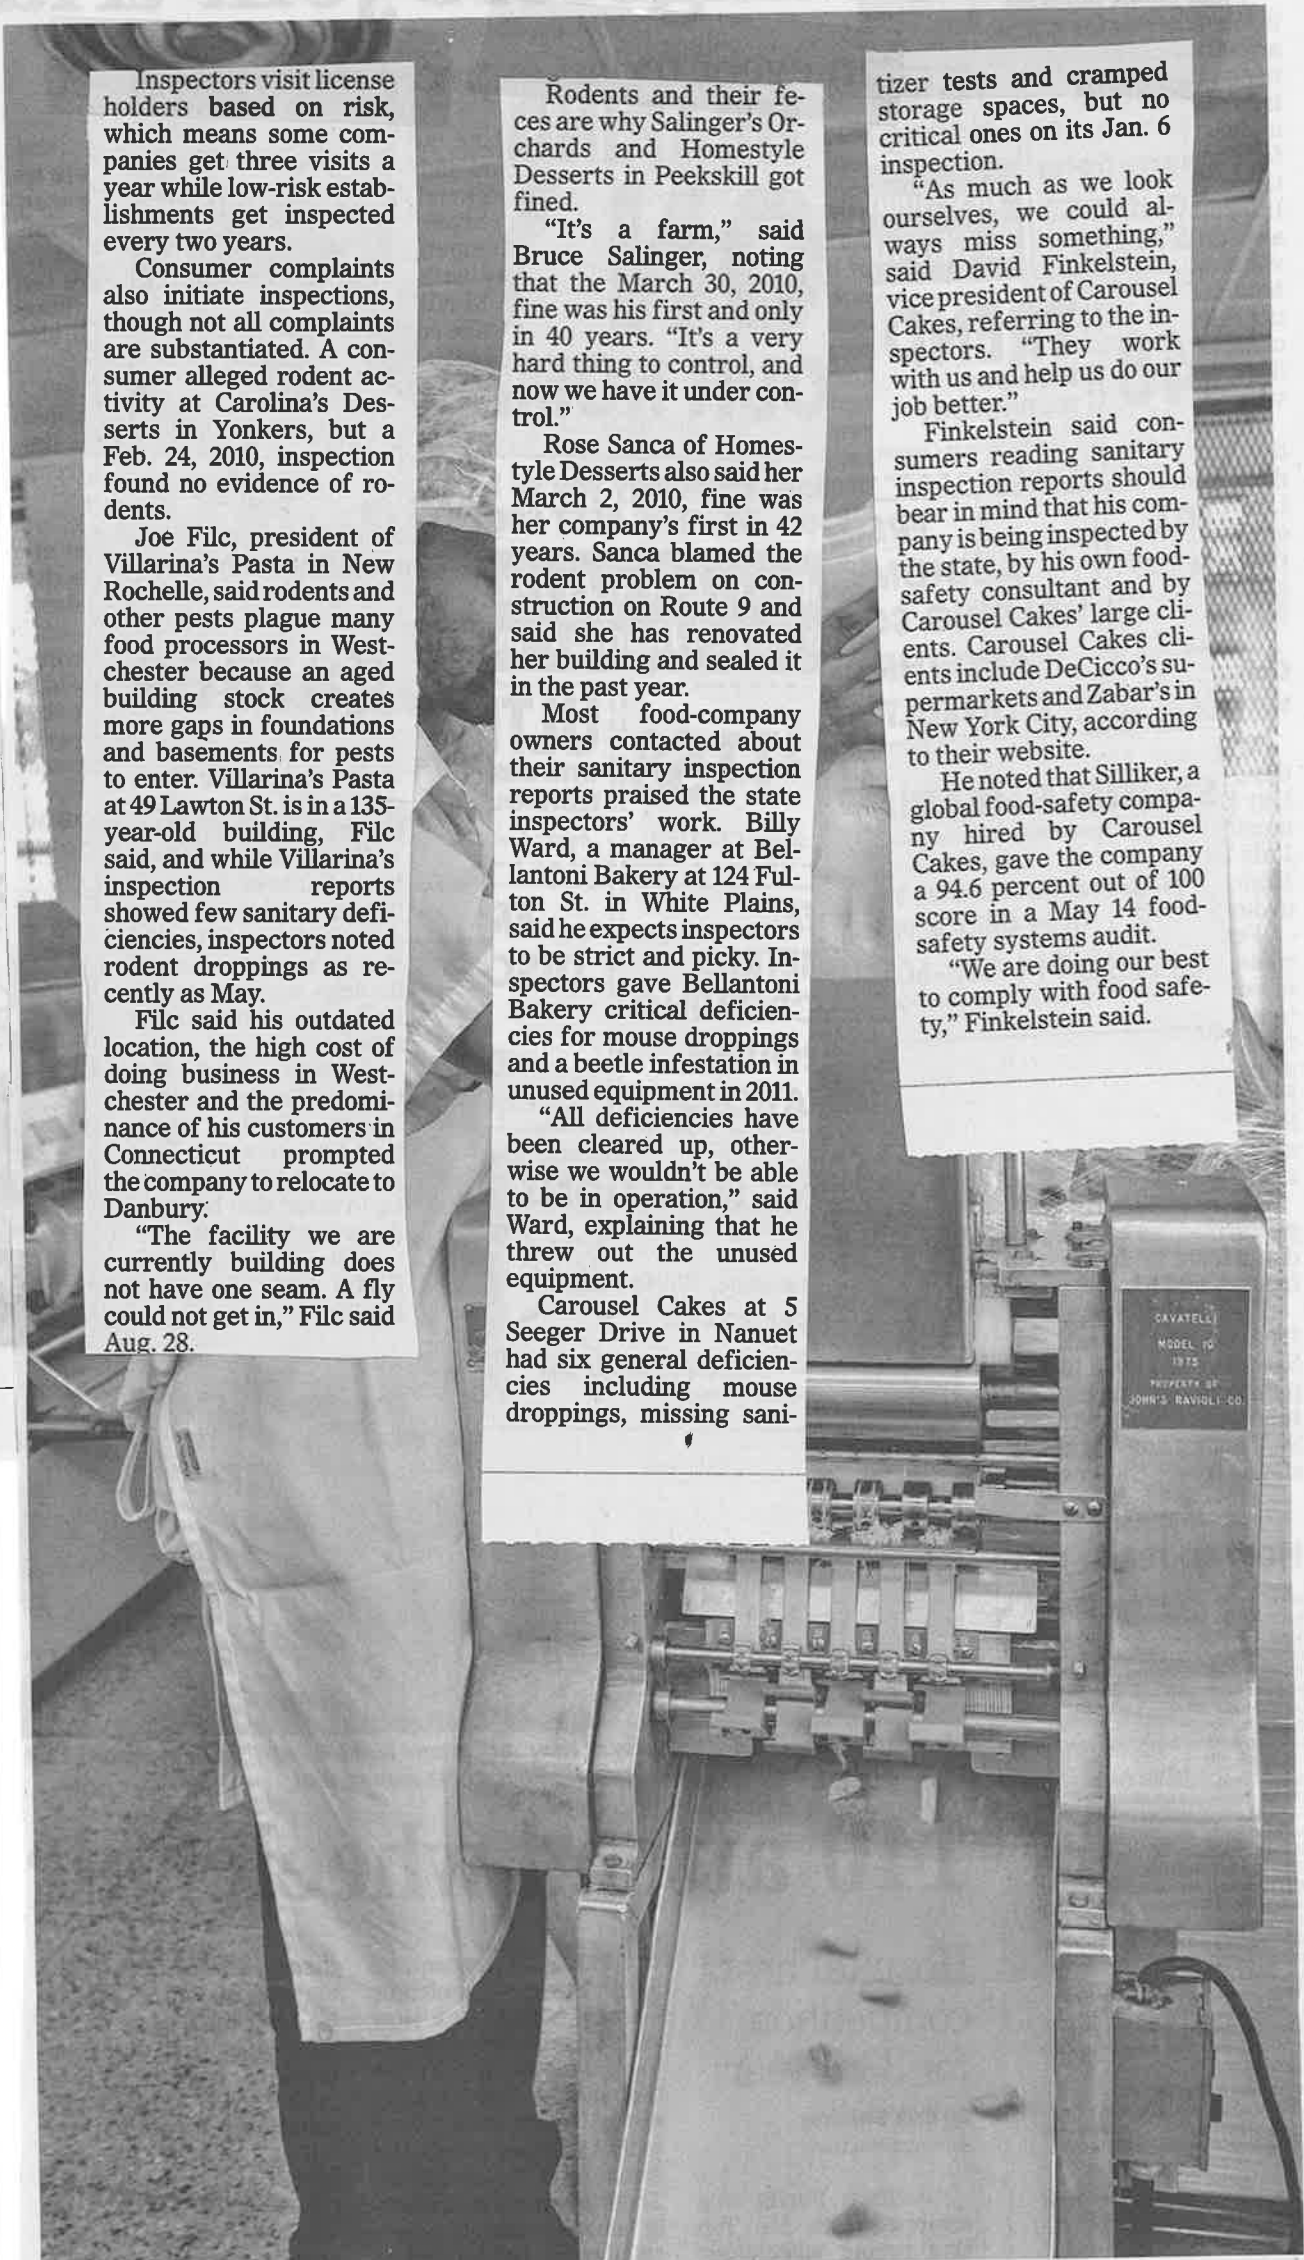 Inspectors visit license
holders based on risk,
which means some com-
panies get three visits a
year while low-risk estab-
lishments get inspected
every two years.
Consumer complaints
also initiate inspections,
though not all complaints
are substantiated. A con-
sumer alleged rodent ac-
tivity at Carolina's Des-
serts in Yonkers, but a
Feb. 24, 2010, inspection
found no evidence of ro-
dents.
Joe Filc, president of
Villarina's Pasta in New
Rochelle, said rodents and
other pests plague many
food processors in West-
chester because an aged
building stock creates
more gaps in foundations
and basements for pests
to enter. Villarina's Pasta
at 49 Lawton St. is in a 135-
year-old building, Filc
said, and while Villarina's
inspection reports
showed few sanitary defi-
ciencies, inspectors noted
rodent droppings as re-
cently as May.
Filc said his outdated
location, the high cost of
doing business in West-
chester and the predomi-
nance of his customers in
Connecticut prompted
the company to relocate to
Danbury.
“The facility we are
currently building does
not have one seam. A fly
could not get in,” Filc said
Aug. 28.
Rodents and their fe-
ces are why Salinger's Or-
chards and Homestyle
Desserts in Peekskill got
fined.
“It's a farm,” said
Bruce Salinger, noting
that the March 30, 2010,
fine was his first and only
in 40 years. “It's a very
hard thing to control, and
now we have it under con-
trol.”
Rose Sanca of Homes-
tyle Desserts also said her
March 2, 2010, fine was
her company's first in 42
years. Sanca blamed the
rodent problem on con-
struction on Route 9 and
said she has renovated
her building and sealed it
in the past year.
Most food-company
owners contacted about
their sanitary inspection
reports praised the state
inspectors' work. Billy
Ward, a manager at Bel-
lantoni Bakery at 124 Ful-
ton St. in White Plains,
said he expects inspectors
to be strict and picky. In-
spectors gave Bellantoni
Bakery critical deficien-
cies for mouse droppings
and a beetle infestation in
unused equipment in 2011.
“All deficiencies have
been cleared up, other-
wise we wouldn't be able
to be in operation,” said
Ward, explaining that he
threw out the unused
equipment.
Carousel Cakes at 5
Seeger Drive in Nanuet
had six general deficien-
cies including mouse
droppings, missing sani-
tizer tests and cramped
storage spaces, but no
critical ones on its Jan. 6
inspection.
“As much as we look
ourselves, we could al-
ways miss something,”
said David Finkelstein,
vice president of Carousel
Cakes, referring to the in-
spectors. “They work
with us and help us do our
job better.”
Finkelstein said con-
sumers reading sanitary
inspection reports should
bear in mind that his com-
pany is being inspected by
the state, by his own food-
safety consultant and by
Carousel Cakes' large cli-
ents. Carousel Cakes cli-
ents include DeCicco's su-
permarkets and Zabar's in
New York City, according
to their website.
He noted that Silliker, a
global food-safety compa-
ny hired by Carousel
Cakes, gave the company
a 94.6 percent out of 100
score in a May 14 food-
safety systems audit.
“We are doing our best
to comply with food safe-
ty,” Finkelstein said.
CAVATELLI
MODEL 10
1975
PROPERTY OF
JOHN'S RAVIOLI CO.